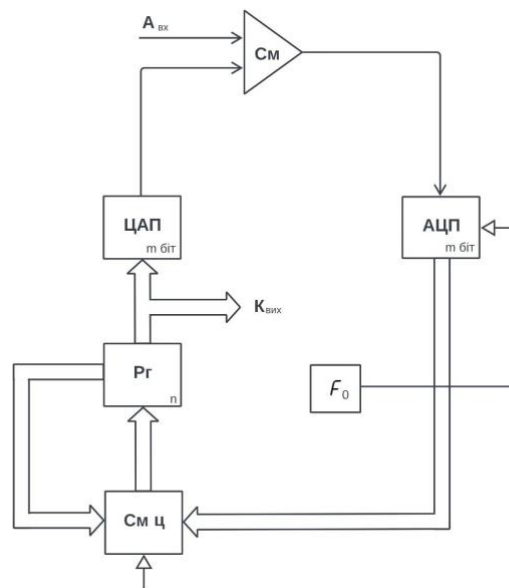 А вх
См
ЦАП
m біт
АЦП
m біт
К вих
Рг
n
F 0
См ц